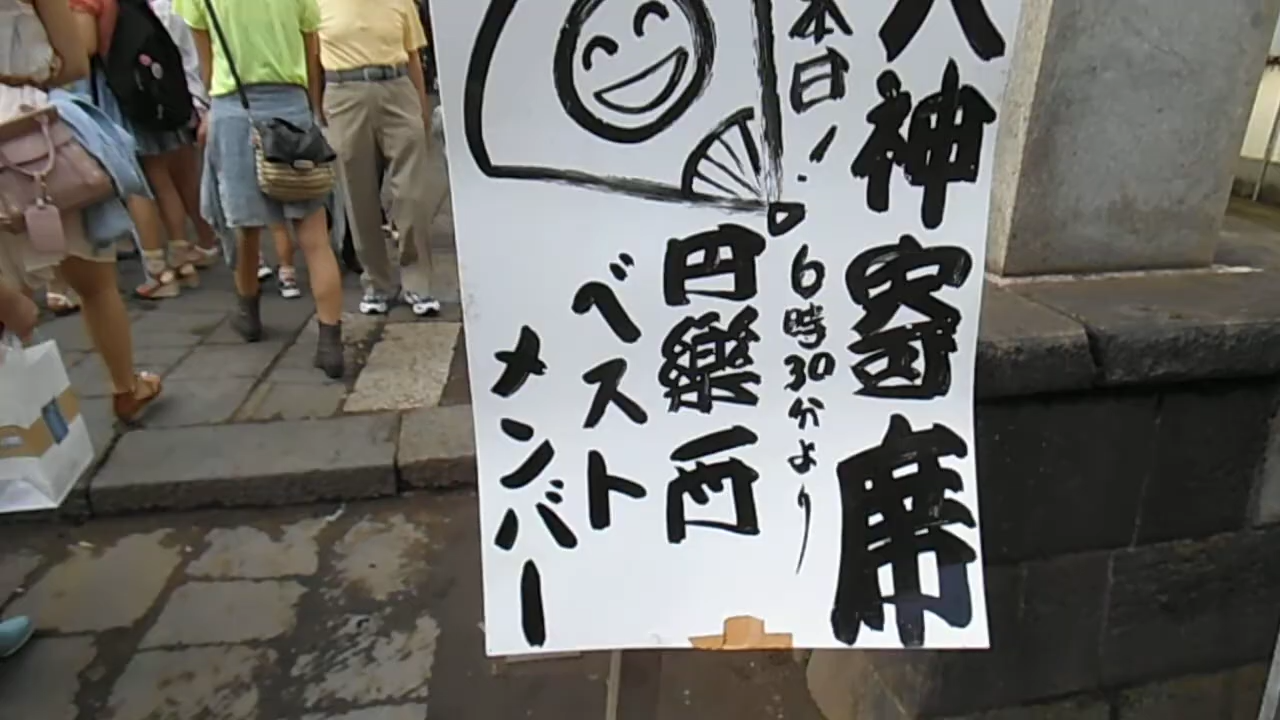 神寄席
本日!
6時30分より
円樂一両
ベスト
メンバー